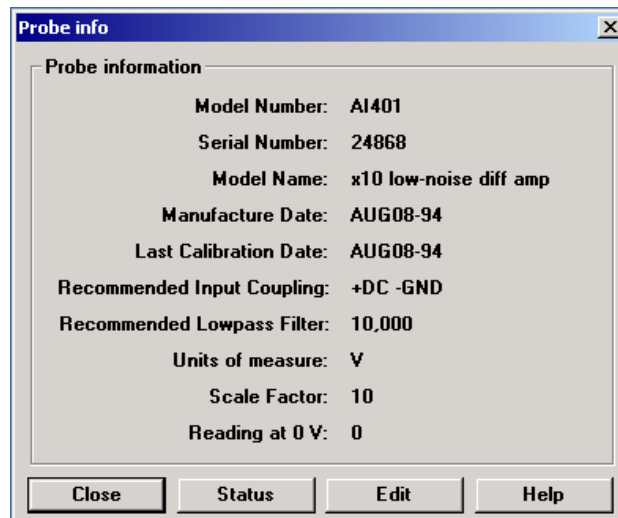 Probe info
Probe information
Model Number: AI401
Serial Number: 24868
Model Name: x10 low-noise diff amp
Manufacture Date: AUG08-94
Last Calibration Date: AUG08-94
Recommended Input Coupling: +DC -GND
Recommended Lowpass Filter: 10,000
Units of measure: V
Scale Factor: 10
Reading at 0 V: 0
Close Status Edit Help